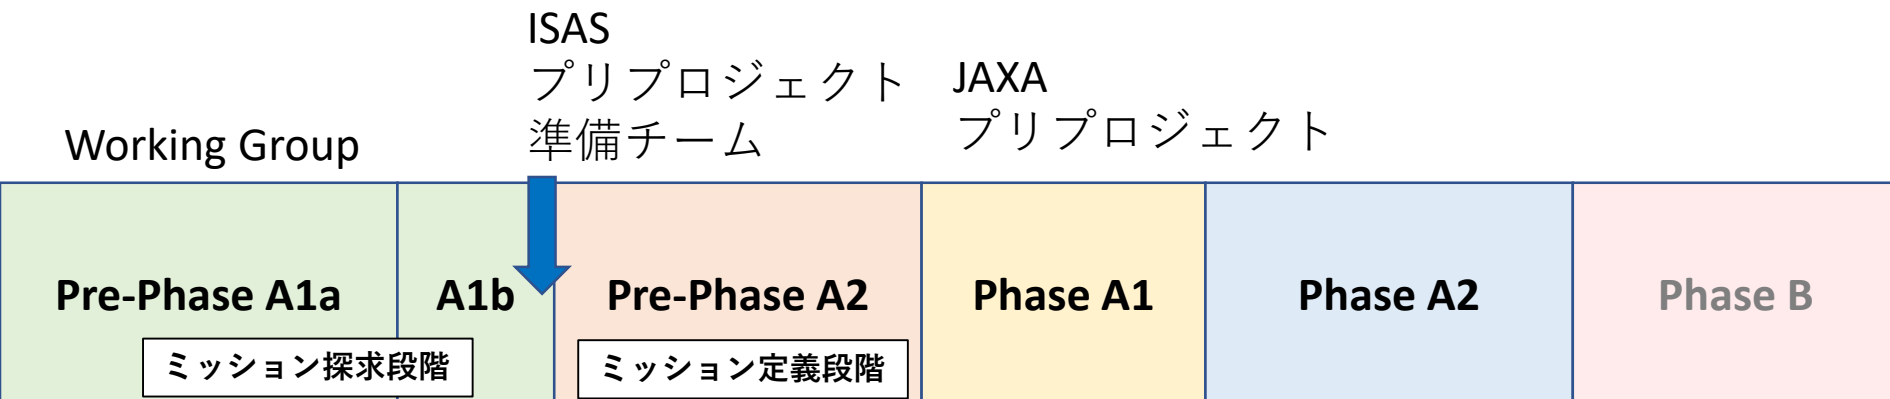 ISAS
プリプロジェクト
準備チーム
JAXA
プリプロジェクト
Working Group
Pre-Phase A1a
A1b
Pre-Phase A2
Phase A1
Phase A2
Phase B
ミッション探求段階
ミッション定義段階